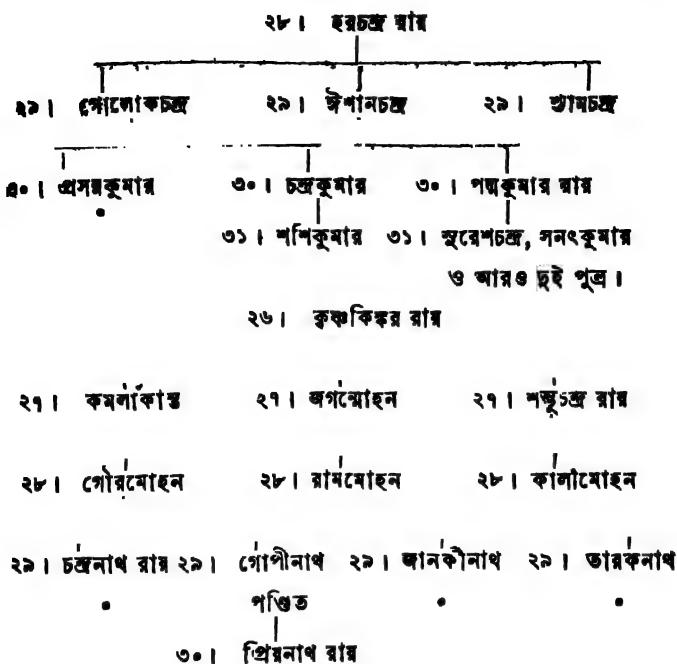 ২৮। হরচন্দ্র রায়
২৯। গোলোকচন্দ্র ২৯। ঈশানচন্দ্র ২৯। শ্যামচন্দ্র
৩০। প্রসন্নকুমার ৩০। চন্দ্রকুমার ৩০। পদ্মকুমার রায়
৩১। শশিকুমার ৩১। সুরেশচন্দ্র, সনৎকুমার
ও আরও দুই পুত্র।
২৬। কৃষ্ণকিঙ্কর রায়
২৭। কমলাকান্ত ২৭। জগন্মোহন ২৭। শম্ভুচন্দ্র রায়
২৮। গৌরমোহন ২৮। রামমোহন ২৮। কালীমোহন
২৯। চন্দ্রনাথ রায় ২৯। গোপীনাথ ২৯। জানকীনাথ ২৯। তারকনাথ
পণ্ডিত
৩০। প্রিয়নাথ রায়